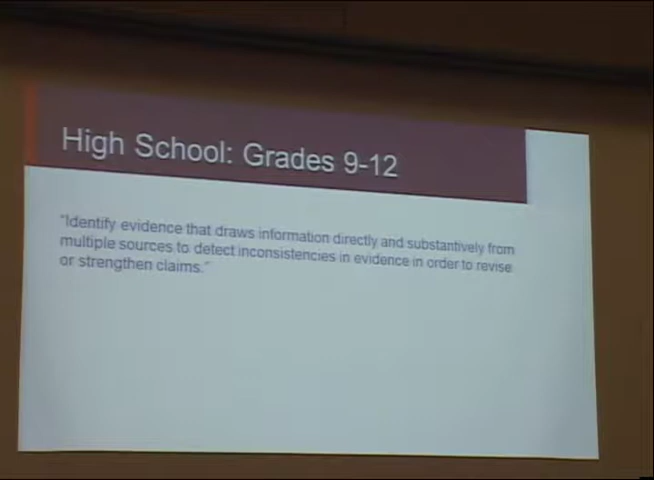 High School: Grades 9-12
"Identify evidence that draws information directly and substantively from
multiple sources to detect inconsistencies in evidence in order to revise
or strengthen claims."